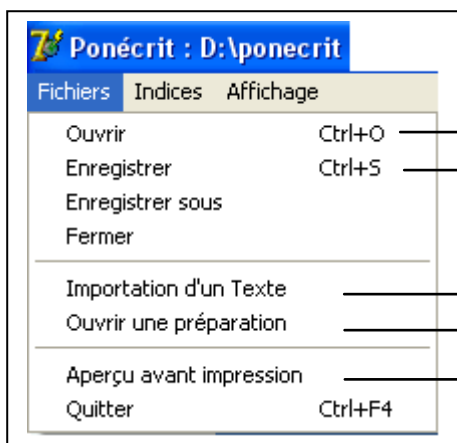 Ponécrit : D:\ponecrit
Fichiers Indices Affichage
Ouvrir Ctrl+O
Enregistrer Ctrl+S
Enregistrer sous
Fermer
Importation d'un Texte
Ouvrir une préparation
Aperçu avant impression
Quitter Ctrl+F4